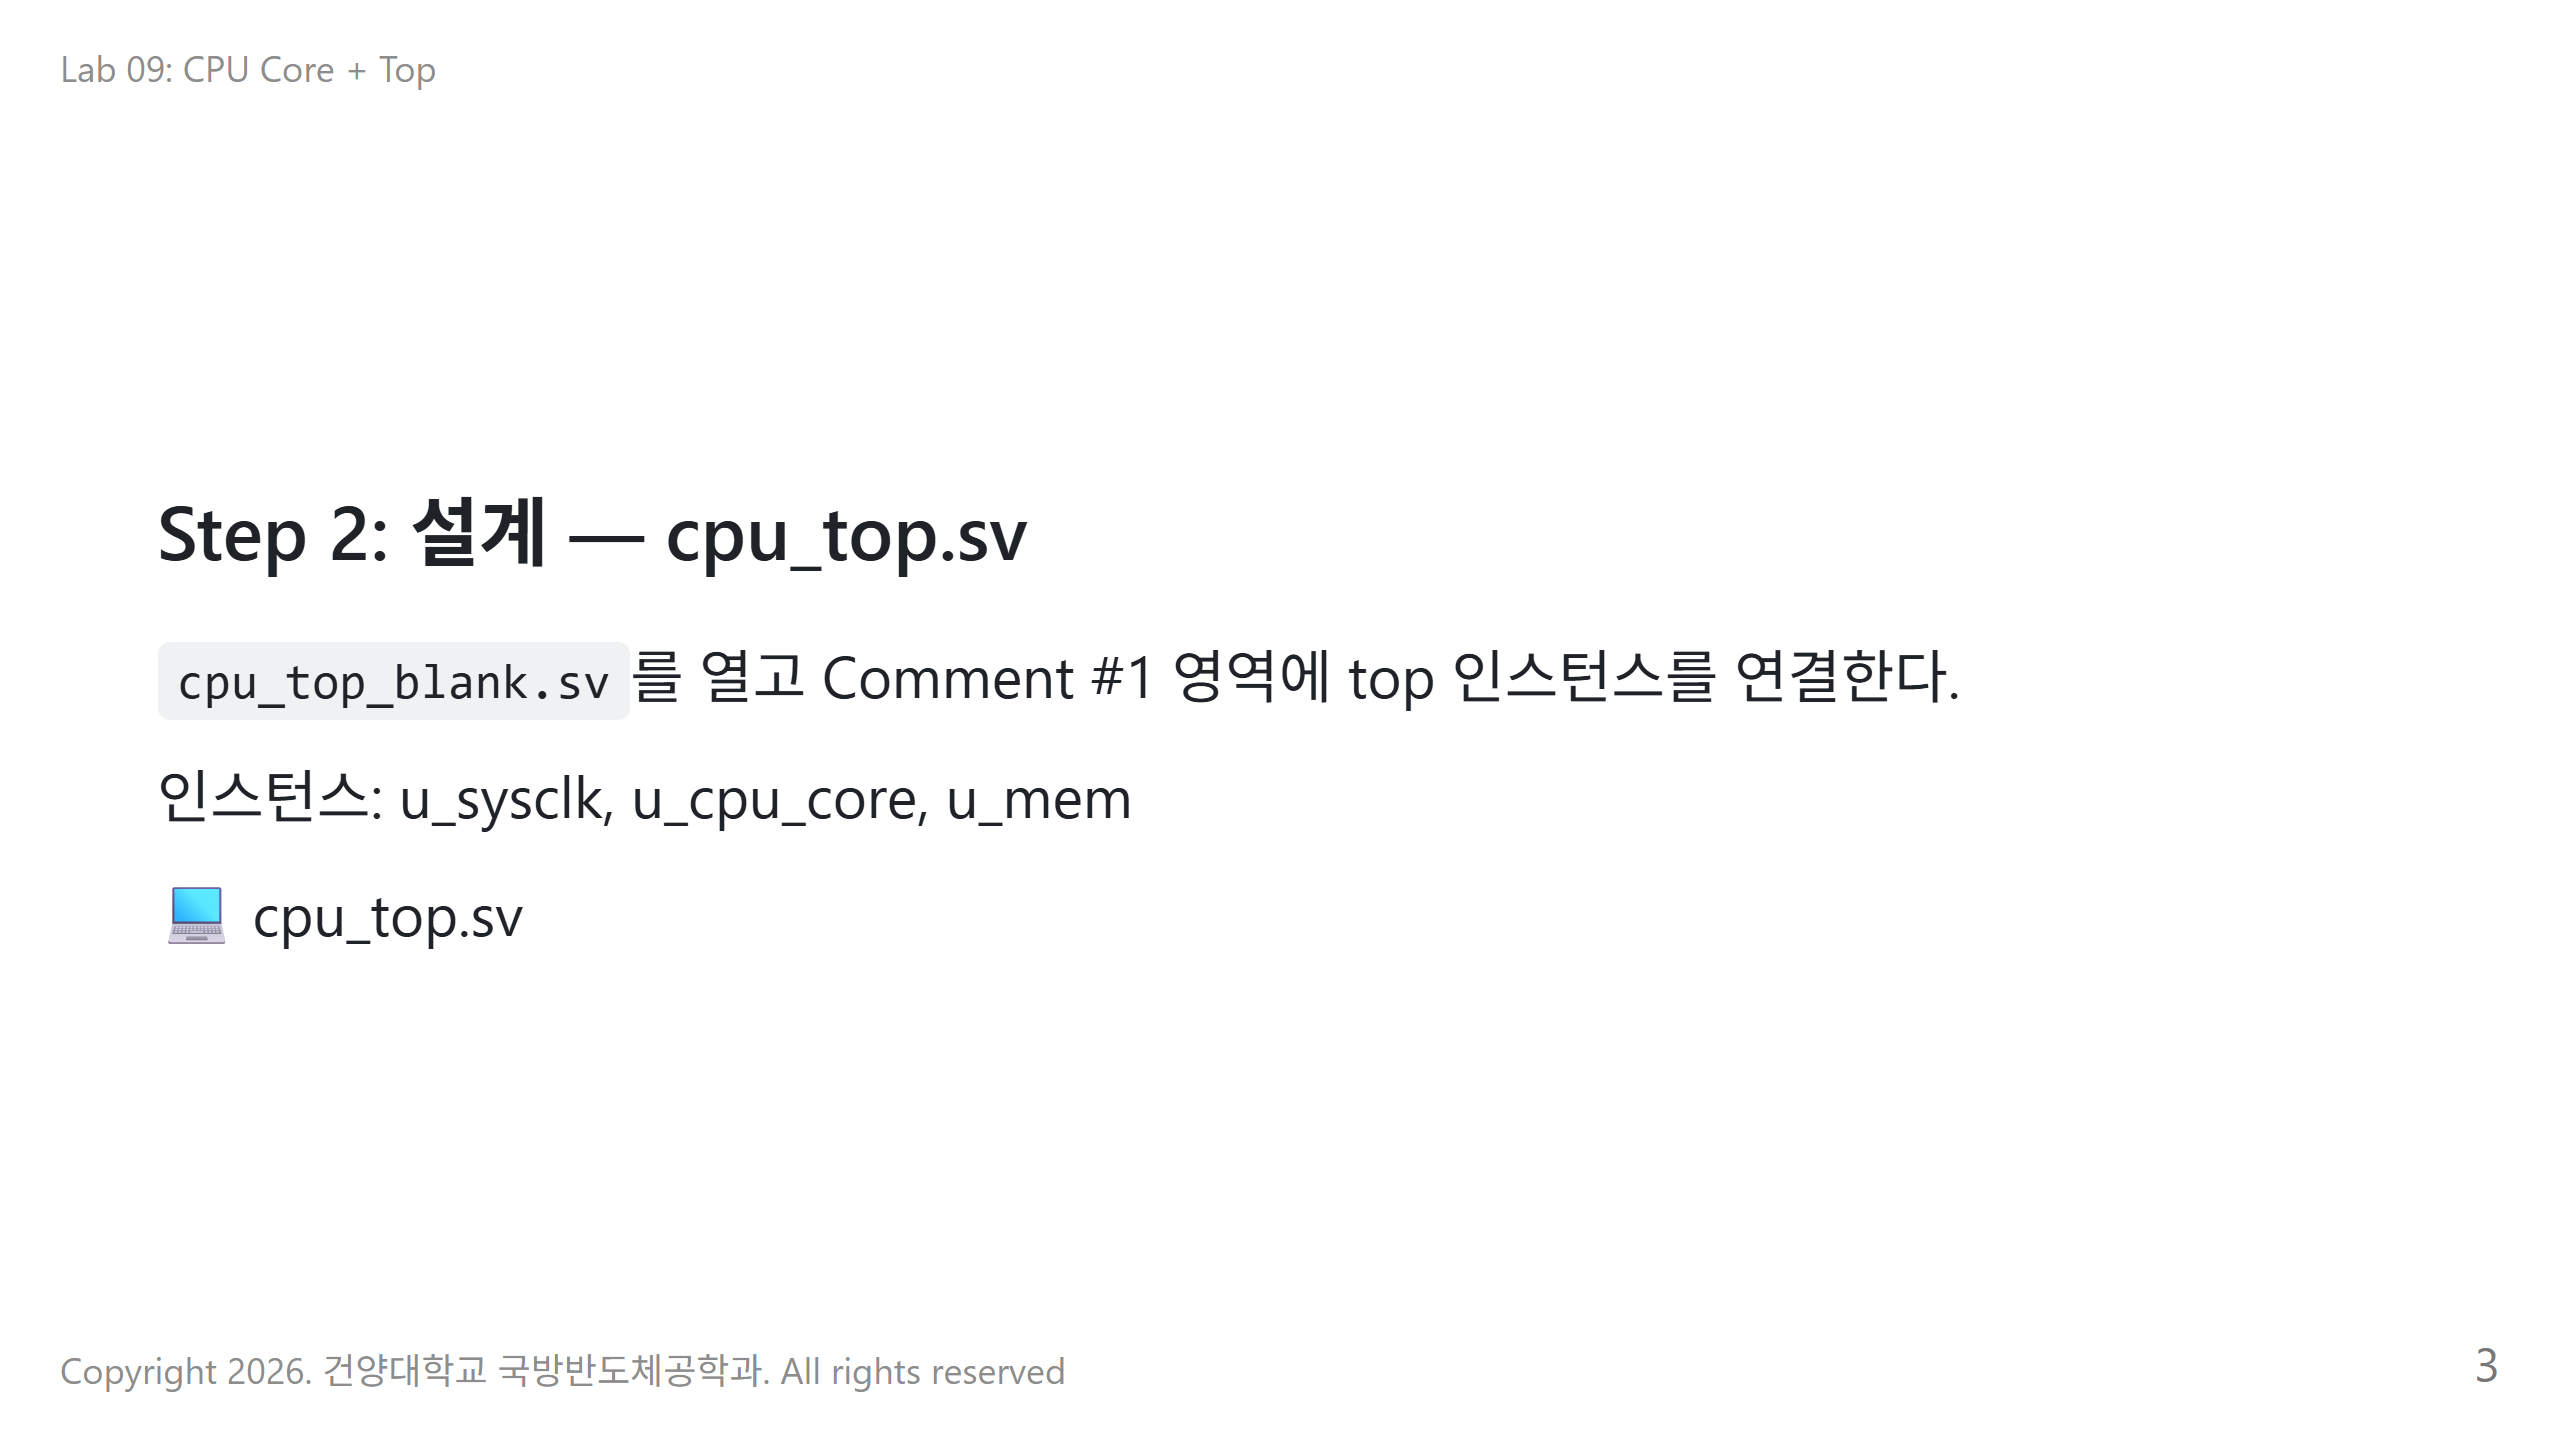 Lab 09: CPU Core + Top
Step 2: 설계 — cpu_top.sv
cpu_top_blank.sv를 열고 Comment #1 영역에 top 인스턴스를 연결한다.
인스턴스: u_sysclk, u_cpu_core, u_mem
💻 cpu_top.sv
Copyright 2026. 건양대학교 국방반도체공학과. All rights reserved
3